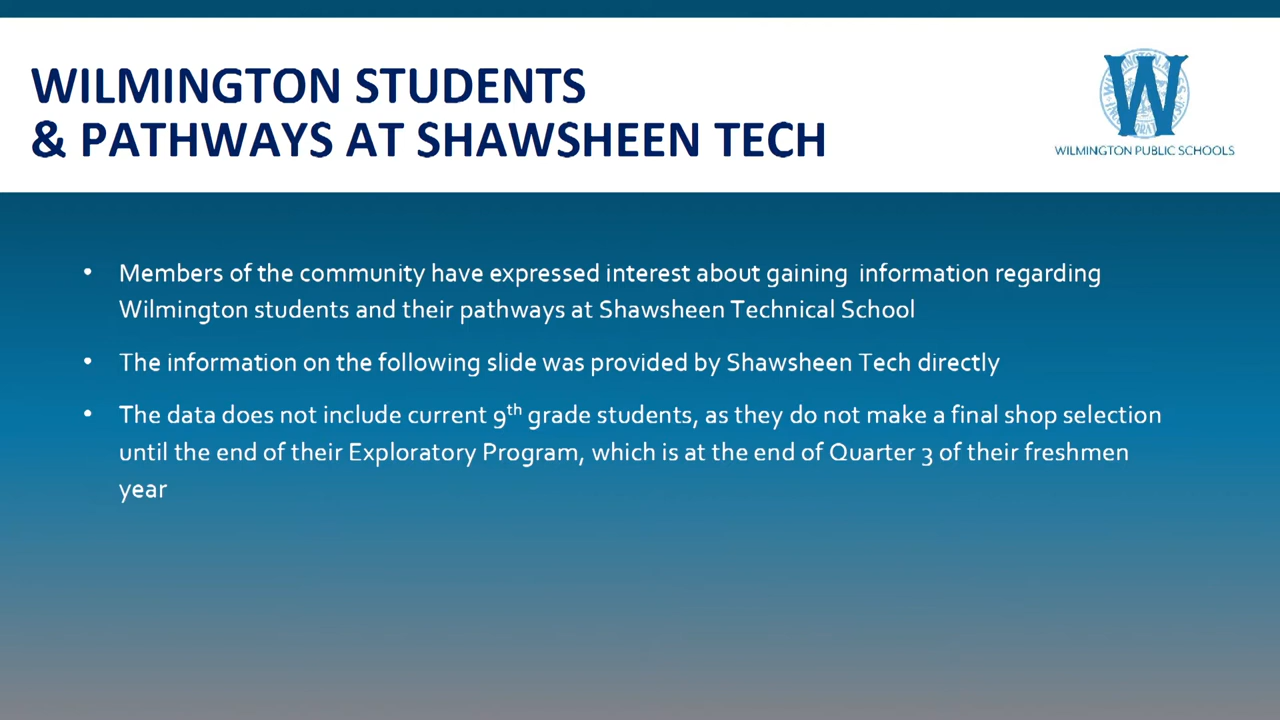 WILMINGTON STUDENTS
& PATHWAYS AT SHAWSHEEN TECH
W
WILMINGTON PUBLIC SCHOOLS
• Members of the community have expressed interest about gaining  information regarding
Wilmington students and their pathways at Shawsheen Technical School
• The information on the following slide was provided by Shawsheen Tech directly
• The data does not include current 9th grade students, as they do not make a final shop selection
until the end of their Exploratory Program, which is at the end of Quarter 3 of their freshmen
year